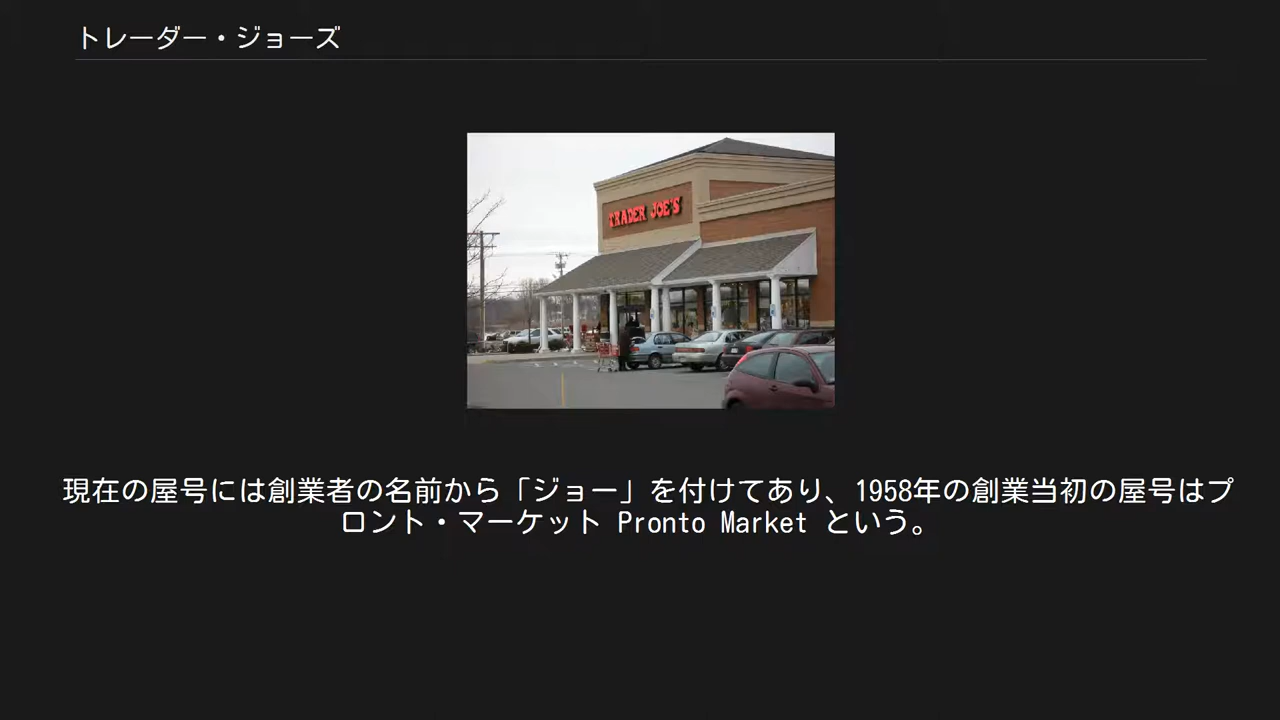 トレーダー・ジョーズ
TRADER JOE'S
現在の屋号には創業者の名前から「ジョー」を付けてあり、1958年の創業当初の屋号はプ
ロント・マーケット Pronto Market という。